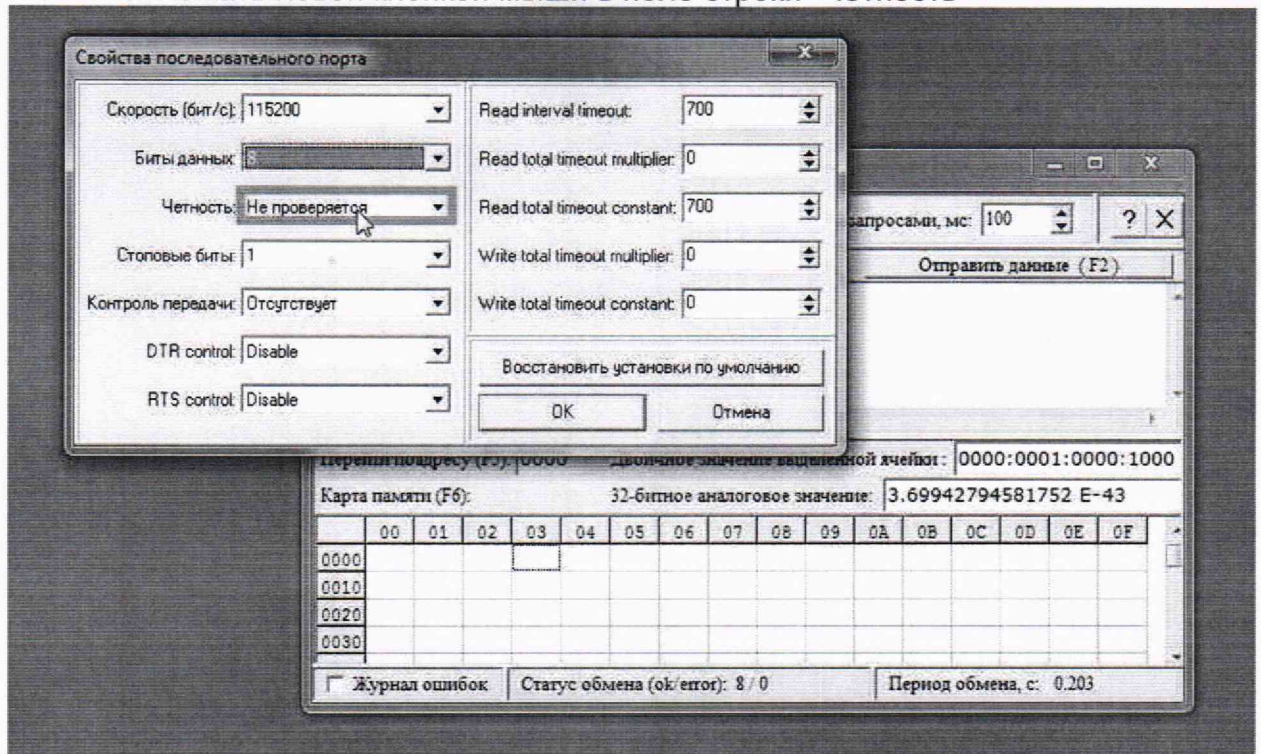 Свойства последовательного порта
Скорость (бит/с): 115200
Биты данных: 8
Четность: Не проверяется
Стоповые биты: 1
Контроль передачи: Отсутствует
DTR control: Disable
RTS control: Disable
Read interval timeout: 700
Read total timeout multiplier: 0
Read total timeout constant: 700
Write total timeout multiplier: 0
Write total timeout constant: 0
Восстановить установки по умолчанию
OK
Отмена
запросами, мс: 100
? X
Отправить данные (F2)
значение выделенной ячейки: 0000:0001:0000:1000
Карта памяти (F6):
32-битное аналоговое значение: 3.69942794581752 E-43
00 01 02 03 04 05 06 07 08 09 0A 0B 0C 0D 0E 0F
0000
0010
0020
0030
Журнал ошибок
Статус обмена (ok/error): 8 / 0
Период обмена, с: 0.203